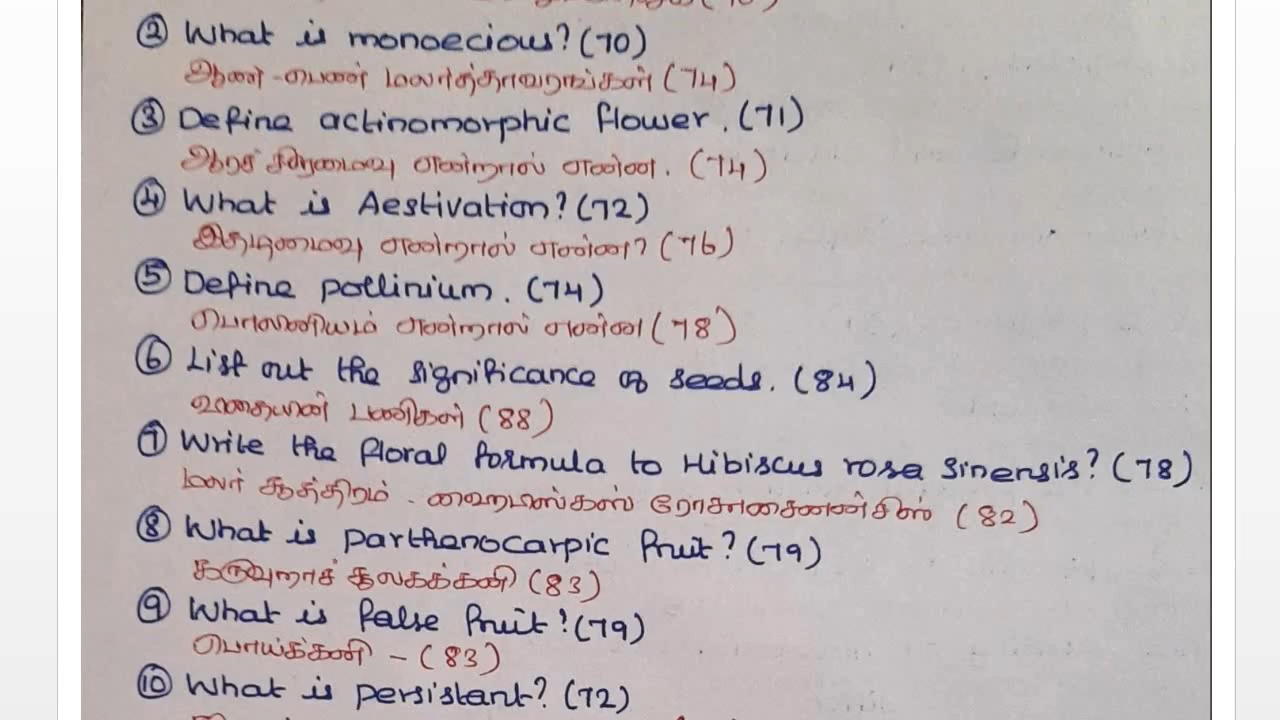 ② What is monoecious? (70)
ஆண் - பெண் மலர்த்தாவரங்கள் (74)
③ Define actinomorphic flower. (71)
ஆரச் சீரமைவு என்றால் என்ன. (74)
④ What is Aestivation? (72)
இதழமைவு என்றால் என்ன? (76)
⑤ Define pollinium. (74)
பொலினியம் என்றால் என்ன (78)
⑥ List out the significance of seeds. (84)
விதையின் பணிகள் (88)
⑦ Write the floral formula to Hibiscus rosa sinensis? (78)
மலர் சூத்திரம் - ஹைபிஸ்கஸ் ரோசாசைனன்சிஸ் (82)
⑧ What is parthenocarpic fruit? (79)
கருவுறாச் சூலகக்கனி (83)
⑨ What is false fruit? (79)
பொய்க்கனி - (83)
⑩ What is persistant? (72)